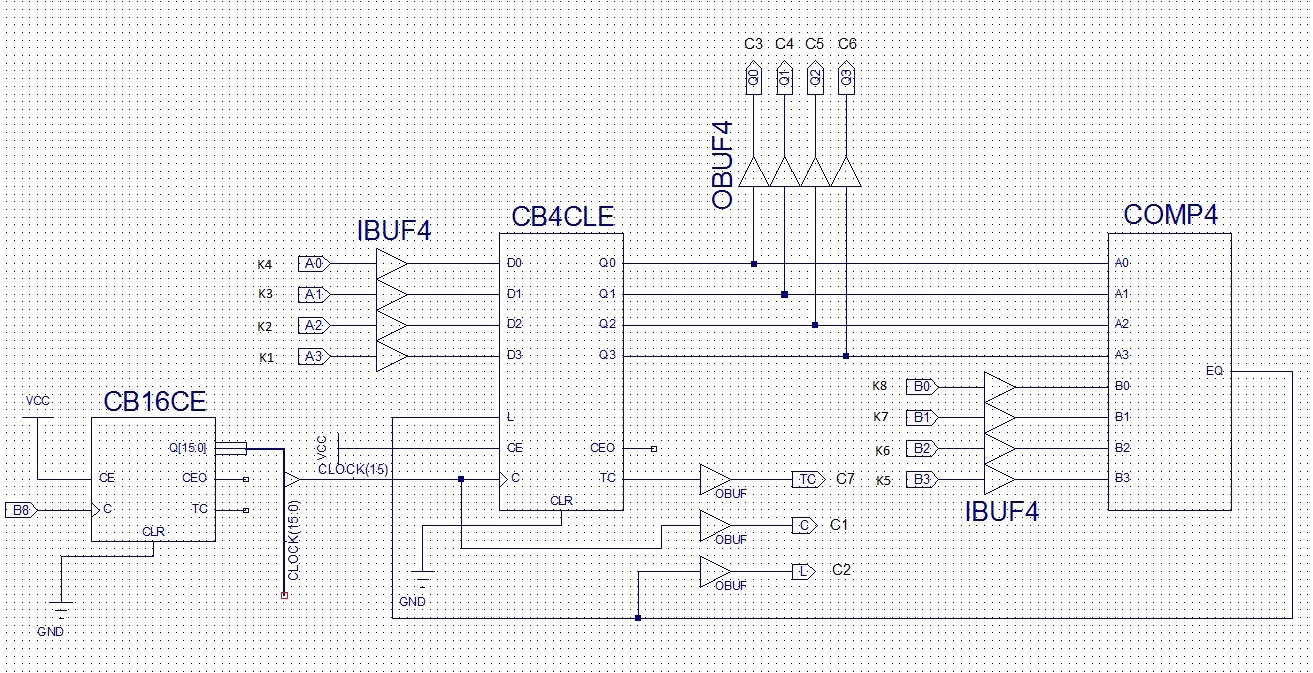 C3 C4 C5 C6
Q0 Q1 Q2 Q3
OBUF4
IBUF4
CB4CLE
COMP4
K4 A0 D0 Q0 A0
K3 A1 D1 Q1 A1
K2 A2 D2 Q2 A2
K1 A3 D3 Q3 A3
EQ
K8 B0 B0
VCC
CB16CE
L
K7 B1 B1
Q[15:0]
VCC
CE CEO
K6 B2 B2
CLOCK(15)
CE CEO
C TC
TC C7
K5 B3 B3
OBUF
B8 C TC
CLR
IBUF4
CLR
C C1
OBUF
CLOCK(15:0)
L C2
OBUF
GND
GND